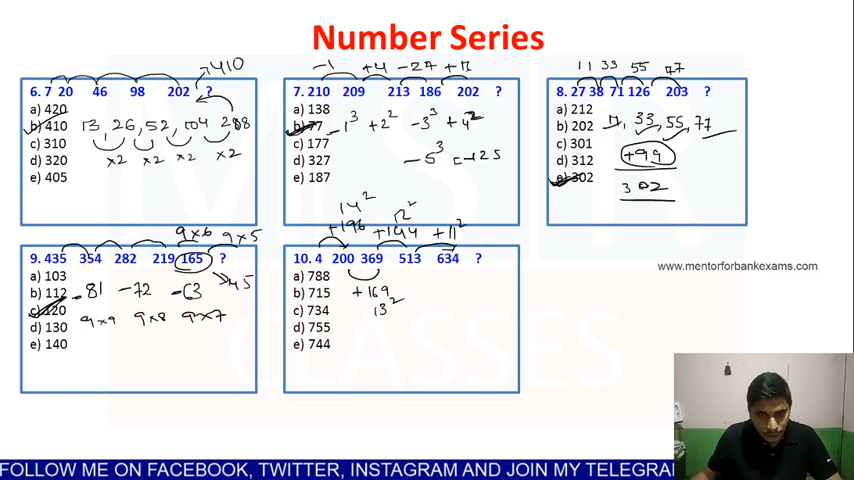 Number Series
410
6. 7 20 46 98 202 ?
a) 420
b) 410 13, 26, 52, 104 208
c) 310 x2 x2 x2 x2
d) 320
e) 405
-1 +4 -27 +17
7. 210 209 213 186 202 ?
a) 138
b) 77 -1³ +2² -3³ +4²
c) 177
d) 327 -5³ = -125
e) 187
11 33 55 77
8. 27 38 71 126 203 ?
a) 212
b) 202 11, 33, 55, 77
c) 301
d) 312 +99
e) 302 302
9x6 9x5
9. 435 354 282 219 165 ?
a) 103 45
b) 112 -81 -72 -63
c) 120
d) 130 9x9 9x8 9x7
e) 140
14² 12²
+196 +144 +11²
10. 4 200 369 513 634 ?
a) 788
b) 715 +169
c) 734 13²
d) 755
e) 744
www.mentorforbankexams.com
CLASSES
FOLLOW ME ON FACEBOOK, TWITTER, INSTAGRAM AND JOIN MY TELEGRA